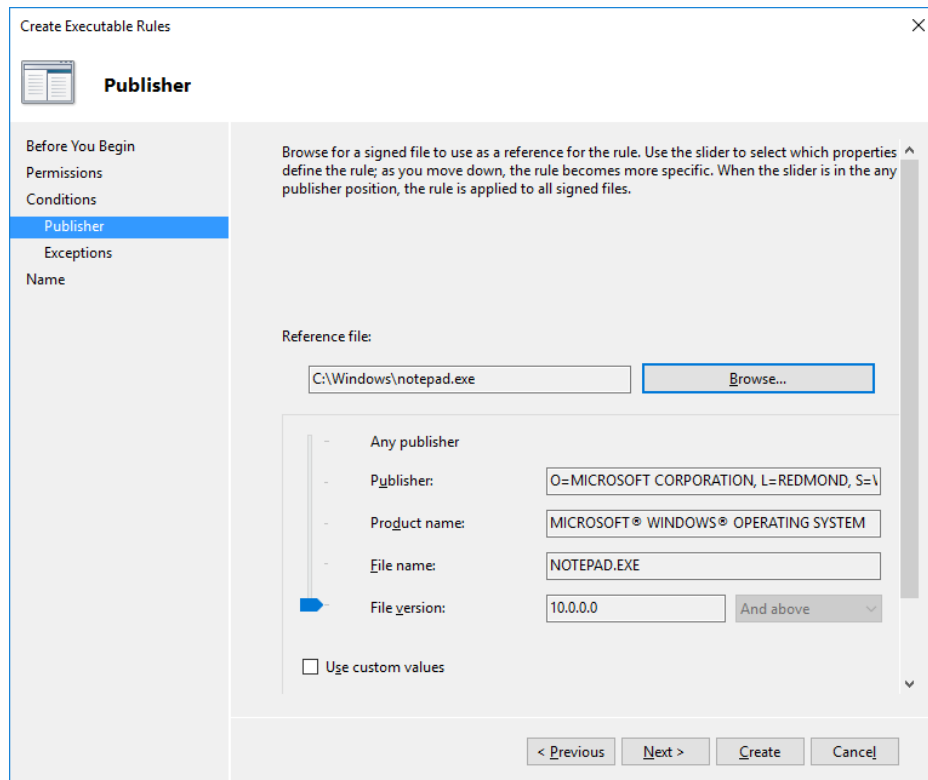 Create Executable Rules
Publisher
Before You Begin
Permissions
Conditions
Publisher
Exceptions
Name
Browse for a signed file to use as a reference for the rule. Use the slider to select which properties
define the rule; as you move down, the rule becomes more specific. When the slider is in the any
publisher position, the rule is applied to all signed files.
Reference file:
C:\Windows\notepad.exe
Browse...
Any publisher
Publisher:
O=MICROSOFT CORPORATION, L=REDMOND, S=
Product name:
MICROSOFT® WINDOWS® OPERATING SYSTEM
File name:
NOTEPAD.EXE
File version:
10.0.0.0
And above
Use custom values
< Previous
Next >
Create
Cancel